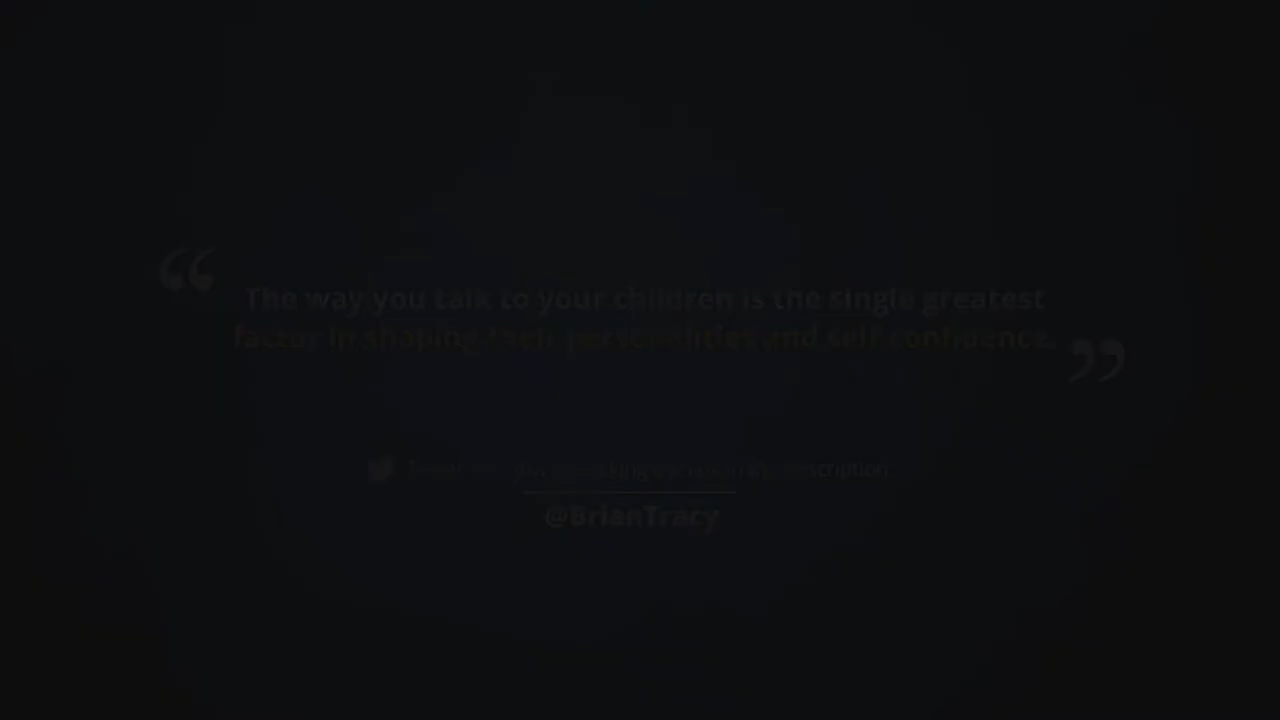 “ The way you talk to your children is the single greatest
factor in shaping their personalities and self confidence. ”
description
@BrianTracy